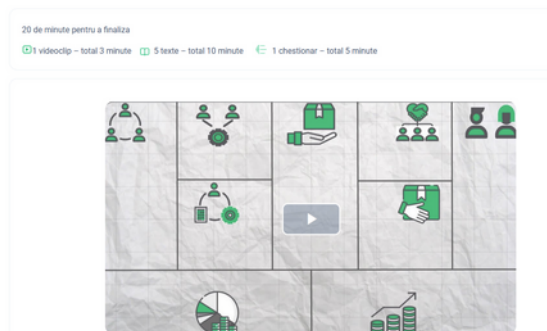 20 de minute pentru a finaliza
1 videoclip – total 3 minute 5 texte – total 10 minute 1 chestionar – total 5 minute